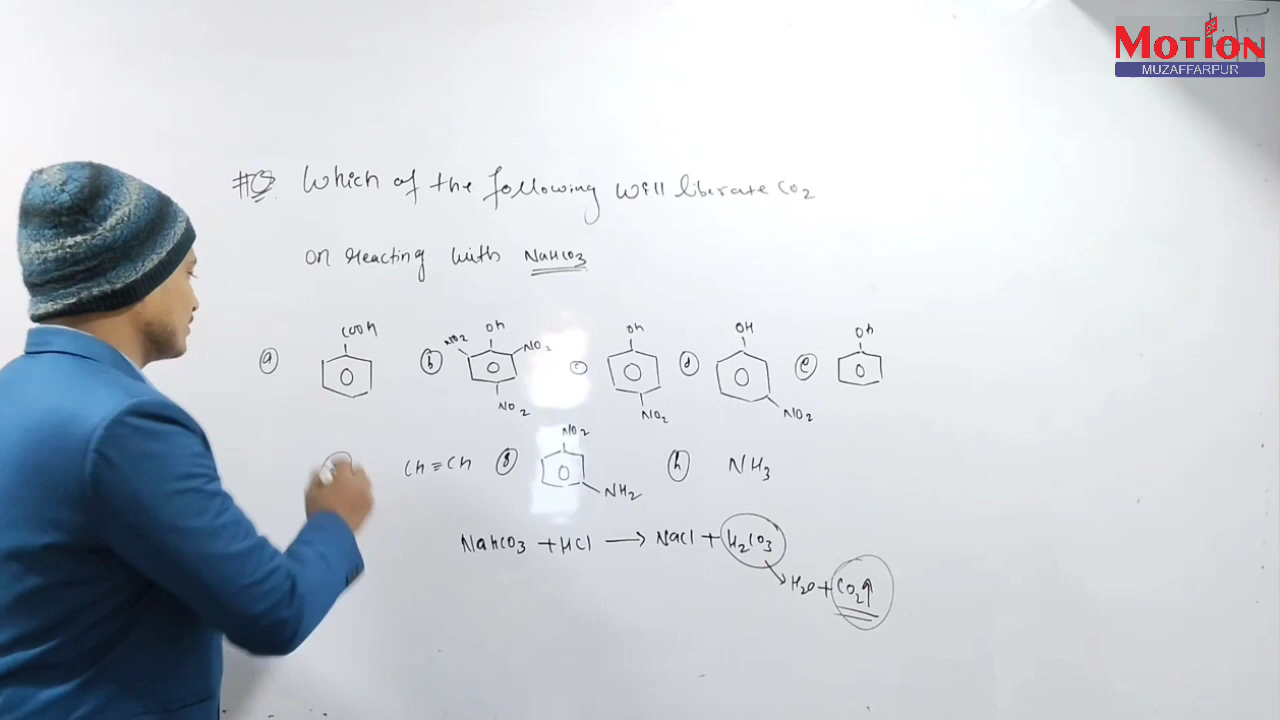 MOTION
MUZAFFARPUR
#Q Which of the following will liberate CO2
on reacting with NaHCO3
(a) COOH (b) OH NO2 NO2 NO2 (c) OH NO2 (d) OH NO2 (e) OH
CH≡CH (g) NO2 NH2 (h) NH3
NaHCO3 + HCl → NaCl + H2CO3
→ H2O + CO2↑